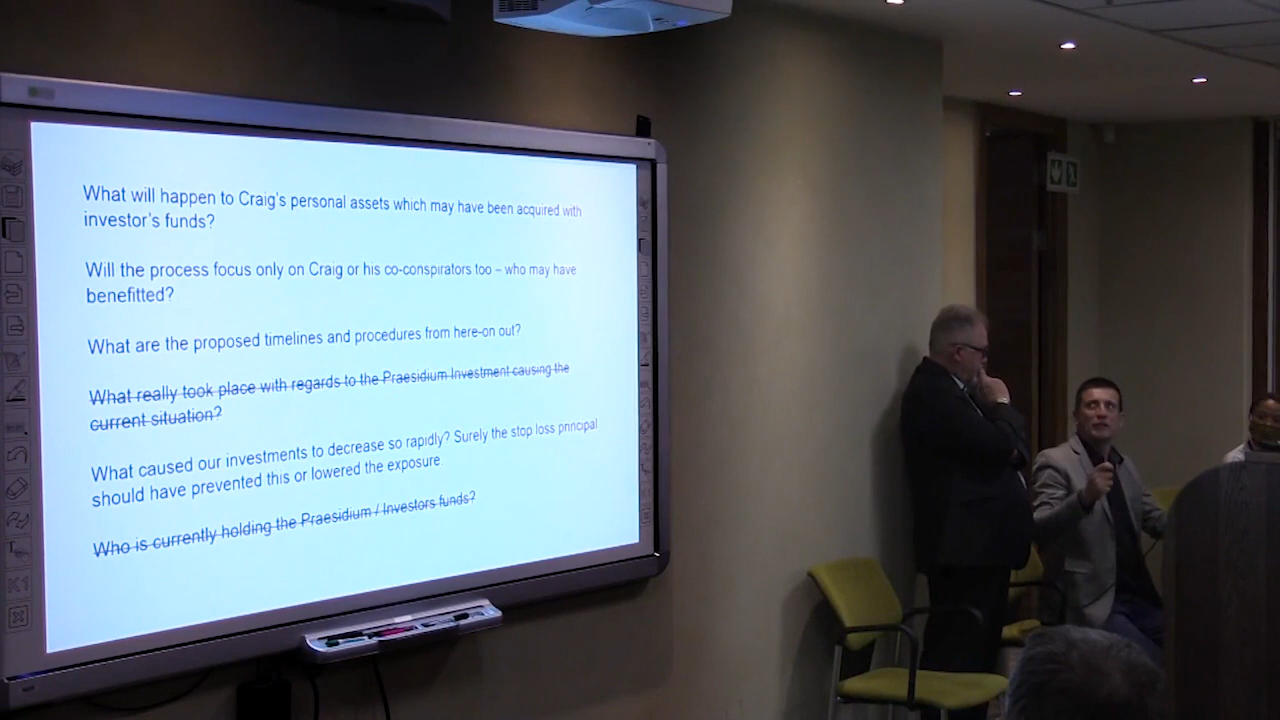 What will happen to Craig's personal assets which may have been acquired with
investor's funds?
Will the process focus only on Craig or his co-conspirators too – who may have
benefitted?
What are the proposed timelines and procedures from here-on out?
What really took place with regards to the Praesidium Investment causing the
current situation?
What caused our investments to decrease so rapidly? Surely the stop loss principal
should have prevented this or lowered the exposure.
Who is currently holding the Praesidium / Investors funds?